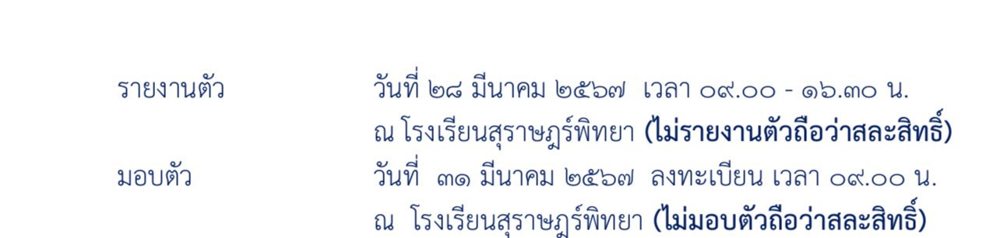 รายงานตัว วันที่ ๒๘ มีนาคม ๒๕๖๗ เวลา ๐๙.๐๐ - ๑๖.๓๐ น.
ณ โรงเรียนสุราษฎร์พิทยา (ไม่รายงานตัวถือว่าสละสิทธิ์)
มอบตัว วันที่ ๓๑ มีนาคม ๒๕๖๗ ลงทะเบียน เวลา ๐๙.๐๐ น.
ณ โรงเรียนสุราษฎร์พิทยา (ไม่มอบตัวถือว่าสละสิทธิ์)